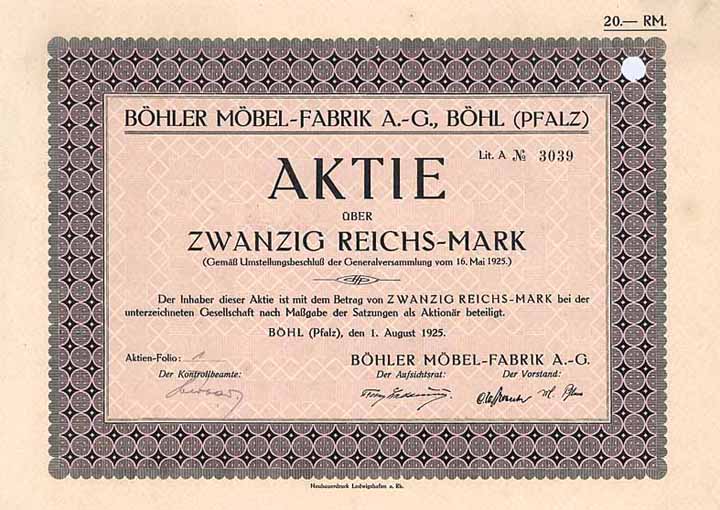 20.— RM.
BÖHLER MÖBEL-FABRIK A.-G., BÖHL (PFALZ)
Lit. A № 3039
AKTIE
ÜBER
ZWANZIG REICHS-MARK
(Gemäß Umstellungsbeschluß der Generalversammlung vom 16. Mai 1925.)
Der Inhaber dieser Aktie ist mit dem Betrag von ZWANZIG REICHS-MARK bei der
unterzeichneten Gesellschaft nach Maßgabe der Satzungen als Aktionär beteiligt.
BÖHL (Pfalz), den 1. August 1925.
Aktien-Folio:
BÖHLER MÖBEL-FABRIK A.-G.
Der Kontrollbeamte:
Der Aufsichtsrat:
Der Vorstand:
Neubauerdruck Ludwigshafen a. Rh.